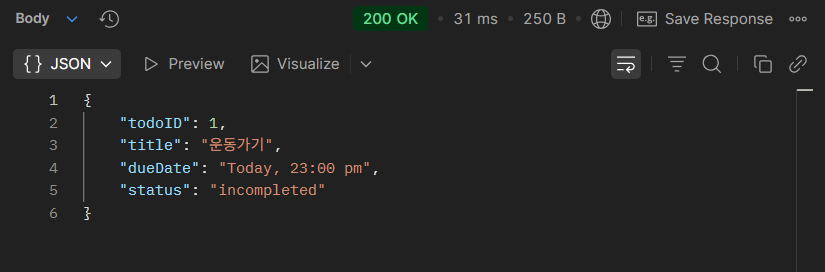 Body 200 OK • 31 ms • 250 B • e.g. Save Response
{} JSON Preview Visualize
1 {
2 "todoID": 1,
3 "title": "운동가기",
4 "dueDate": "Today, 23:00 pm",
5 "status": "incompleted"
6 }